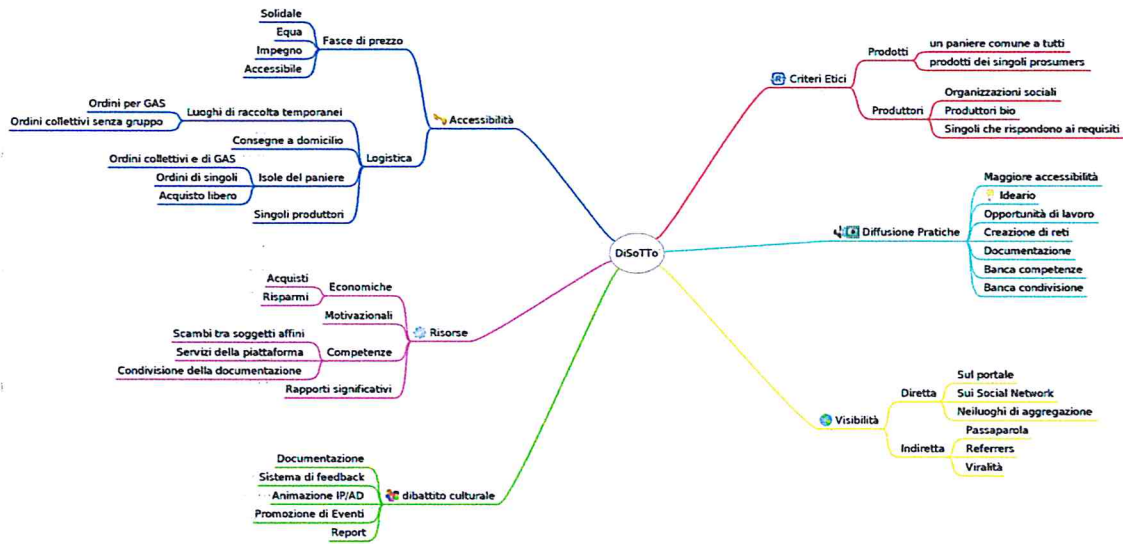 DiSoTTo
Accessibilità
Fasce di prezzo
Solidale
Equa
Impegno
Accessibile
Logistica
Luoghi di raccolta temporanei
Ordini per GAS
Ordini collettivi senza gruppo
Consegne a domicilio
Isole del paniere
Ordini collettivi e di GAS
Ordini di singoli
Acquisto libero
Singoli produttori
Risorse
Economiche
Acquisti
Risparmi
Motivazionali
Competenze
Scambi tra soggetti affini
Servizi della piattaforma
Condivisione della documentazione
Rapporti significativi
dibattito culturale
Documentazione
Sistema di feedback
Animazione IP/AD
Promozione di Eventi
Report
Criteri Etici
Prodotti
un paniere comune a tutti
prodotti dei singoli prosumers
Produttori
Organizzazioni sociali
Produttori bio
Singoli che rispondono ai requisiti
Diffusione Pratiche
Maggiore accessibilità
Ideario
Opportunità di lavoro
Creazione di reti
Documentazione
Banca competenze
Banca condivisione
Visibilità
Diretta
Sul portale
Sui Social Network
Neiluoghi di aggregazione
Indiretta
Passaparola
Referrers
Viralità